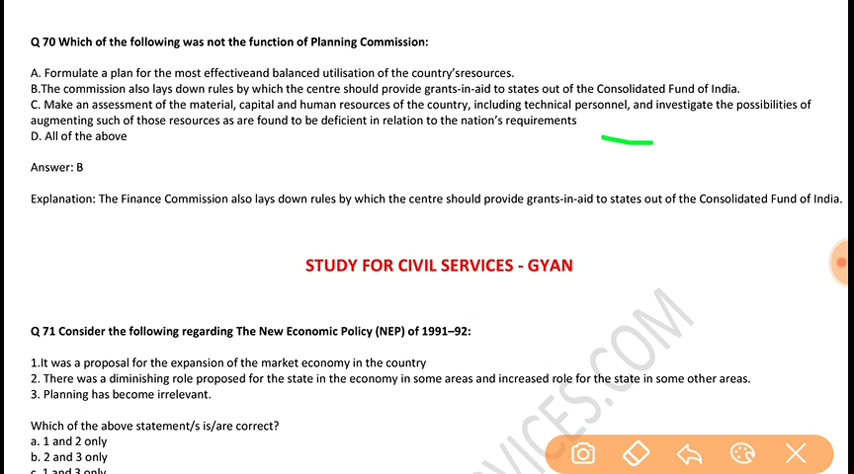 Q 70 Which of the following was not the function of Planning Commission:
A. Formulate a plan for the most effectiveand balanced utilisation of the country'sresources.
B.The commission also lays down rules by which the centre should provide grants-in-aid to states out of the Consolidated Fund of India.
C. Make an assessment of the material, capital and human resources of the country, including technical personnel, and investigate the possibilities of
augmenting such of those resources as are found to be deficient in relation to the nation's requirements
D. All of the above
Answer: B
Explanation: The Finance Commission also lays down rules by which the centre should provide grants-in-aid to states out of the Consolidated Fund of India.
STUDY FOR CIVIL SERVICES - GYAN
Q 71 Consider the following regarding The New Economic Policy (NEP) of 1991–92:
1.It was a proposal for the expansion of the market economy in the country
2. There was a diminishing role proposed for the state in the economy in some areas and increased role for the state in some other areas.
3. Planning has become irrelevant.
Which of the above statement/s is/are correct?
a. 1 and 2 only
b. 2 and 3 only
c. 1 and 3 only
VICES.COM